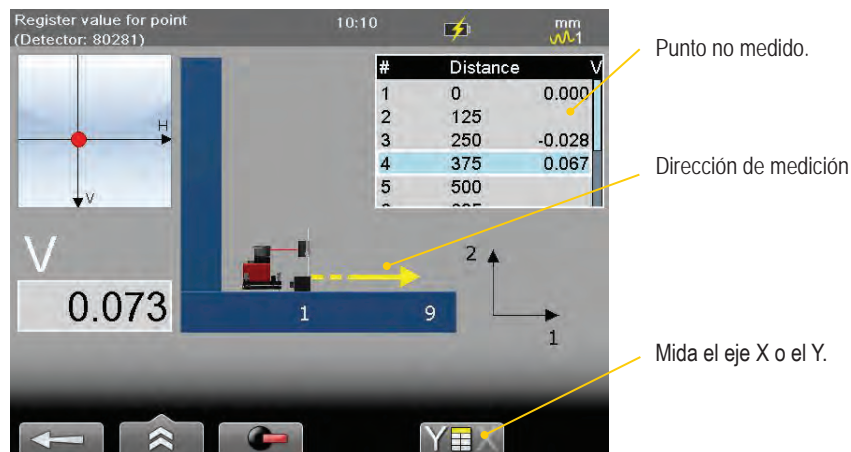 Register value for point
(Detector: 80281)
10:10
mm
1
H
V
V
0.073
# Distance V
1 0 0.000
2 125
3 250 -0.028
4 375 0.067
5 500
1
9
2
1
Y X
Punto no medido.
Dirección de medición
Mida el eje X o el Y.